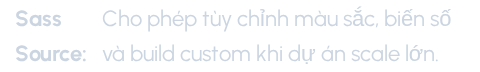 Sass Cho phép tùy chỉnh màu sắc, biến số
Source: và build custom khi dự án scale lớn.